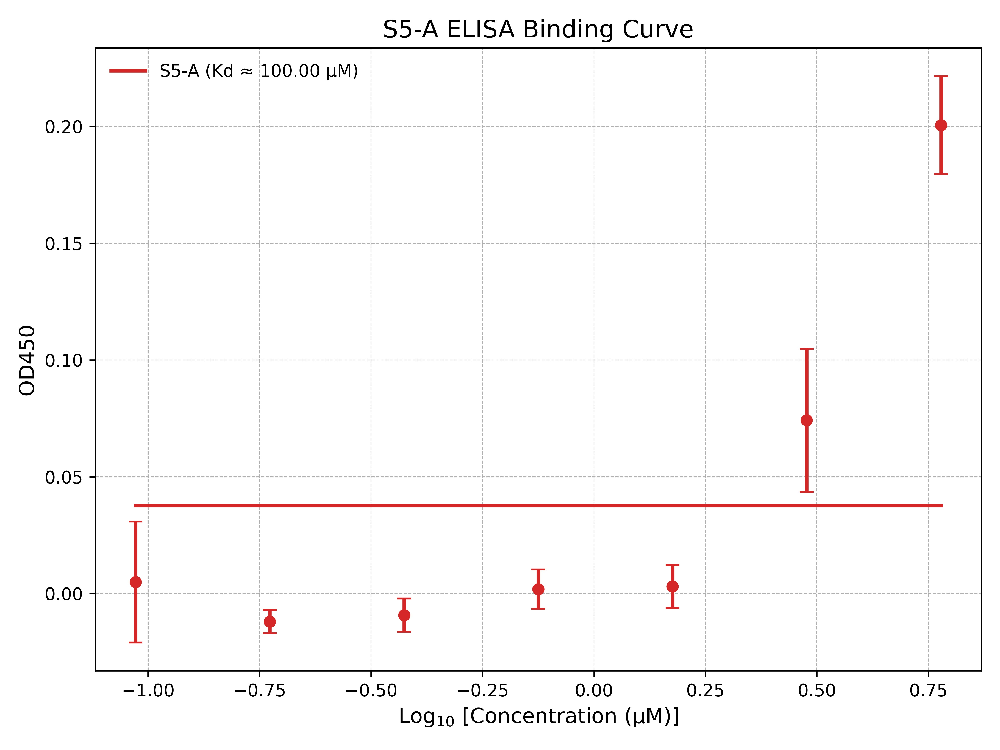 S5-A ELISA Binding Curve
S5-A (Kd ≈ 100.00 µM)
OD450
0.20
0.15
0.10
0.05
0.00
−1.00 −0.75 −0.50 −0.25 0.00 0.25 0.50 0.75
Log₁₀ [Concentration (µM)]